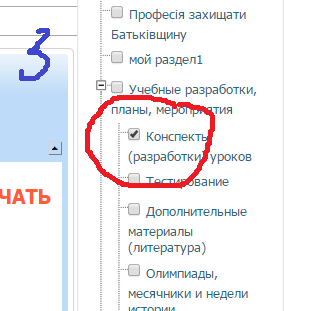 Професія захищати
Батьківщину
мой раздел1
Учебные разработки,
планы, мероприятия
Конспекты
(разработки) уроков
Тестирование
Дополнительные
материалы
(литература)
Олимпиады,
месячники и недели
истории
3
ЧАТЬ